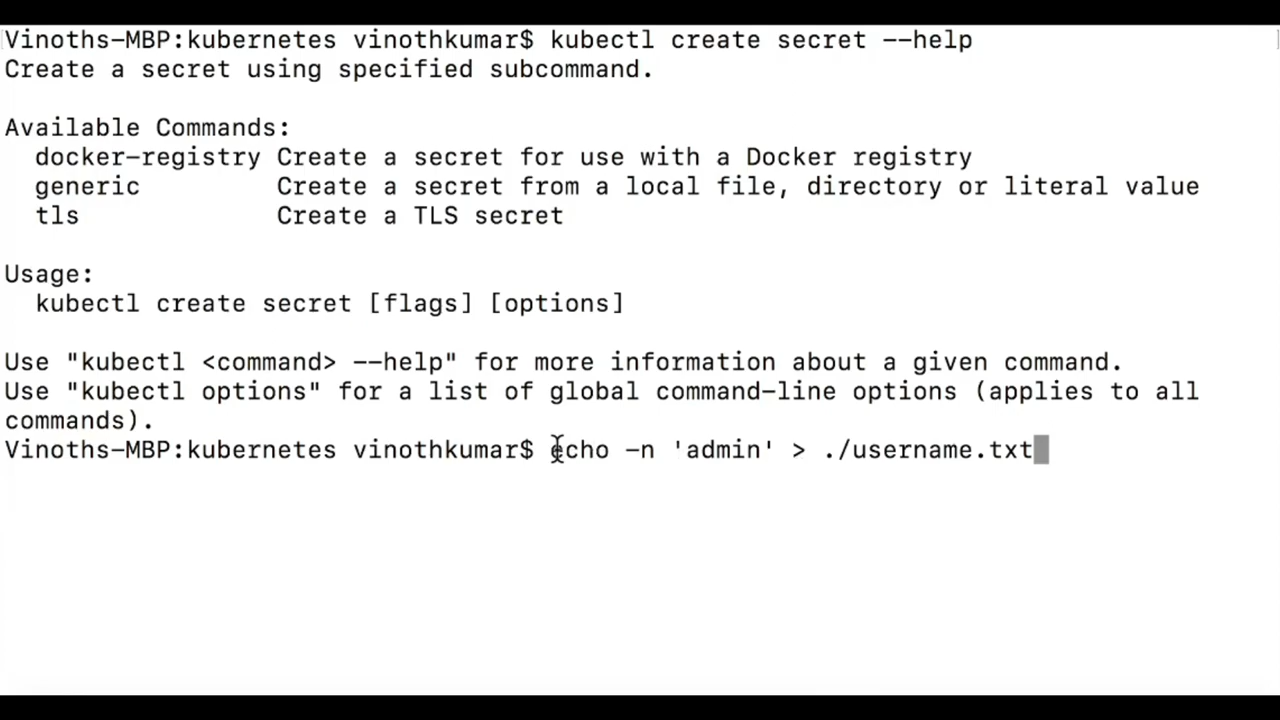 Vinoths-MBP:kubernetes vinothkumar$ kubectl create secret --help
Create a secret using specified subcommand.
Available Commands:
docker-registry Create a secret for use with a Docker registry
generic Create a secret from a local file, directory or literal value
tls Create a TLS secret
Usage:
kubectl create secret [flags] [options]
Use "kubectl <command> --help" for more information about a given command.
Use "kubectl options" for a list of global command-line options (applies to all
commands).
Vinoths-MBP:kubernetes vinothkumar$ echo -n 'admin' > ./username.txt